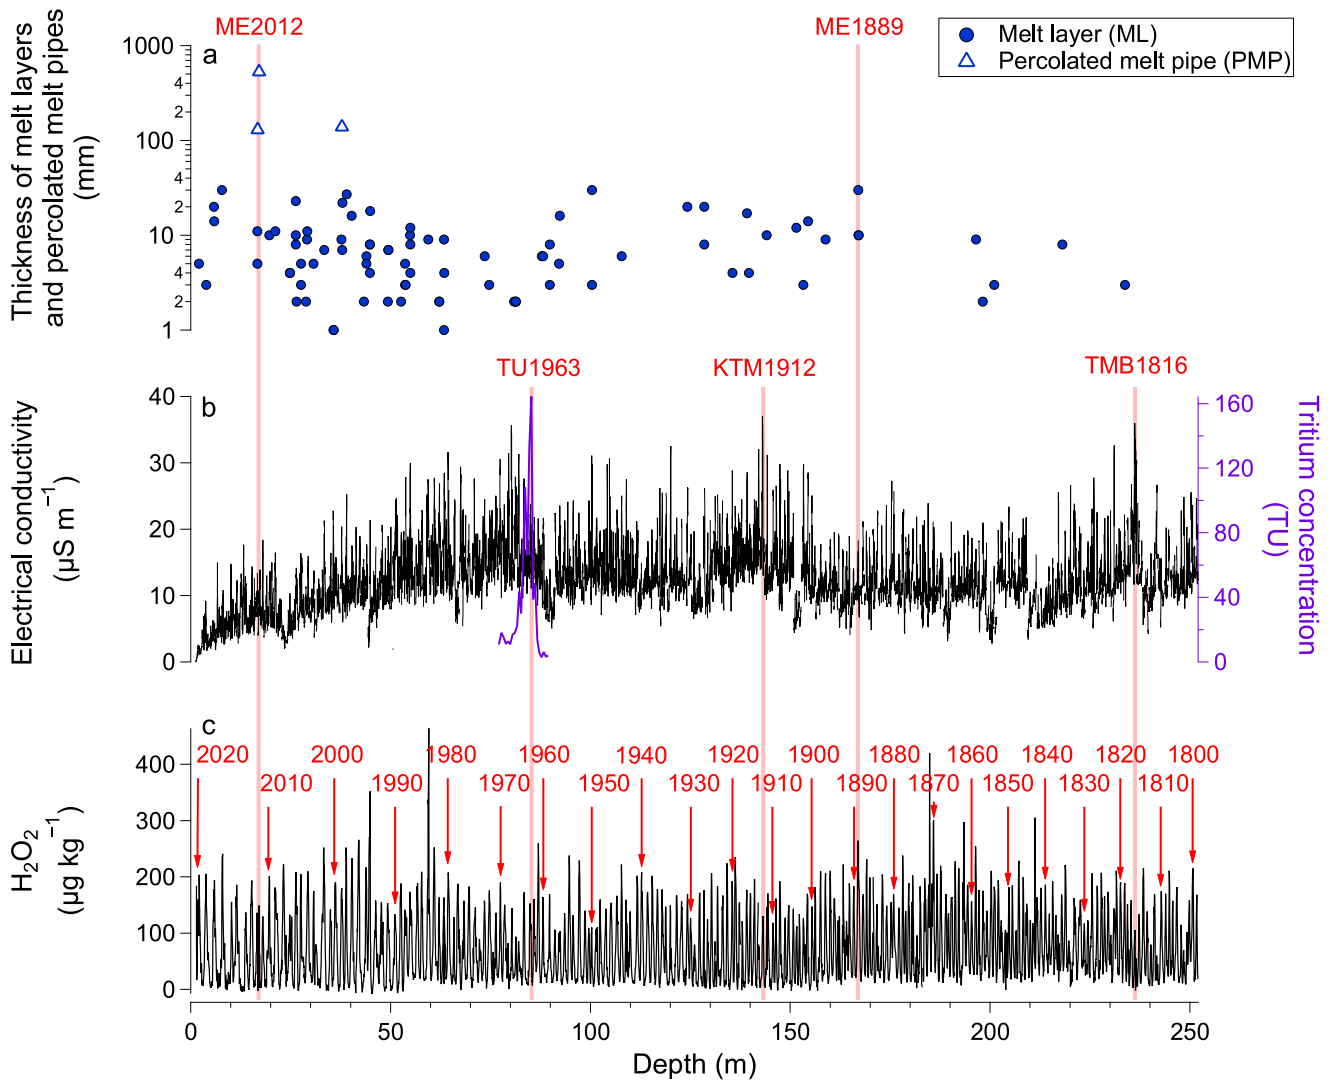 ME2012
ME1889
Melt layer (ML)
Percolated melt pipe (PMP)
a
Thickness of melt layers
and percolated melt pipes
(mm)
1000
4
2
100
4
2
10
4
2
1
TU1963
KTM1912
TMB1816
b
Electrical conductivity
(µS m⁻¹)
40
30
20
10
0
160
120
80
40
0
Tritium concentration
(TU)
c
H₂O₂
(µg kg⁻¹)
400
300
200
100
0
2020 2000 1980 1960 1940 1920 1900 1880 1860 1840 1820 1800
2010 1990 1970 1950 1930 1910 1890 1870 1850 1830 1810
0 50 100 150 200 250
Depth (m)